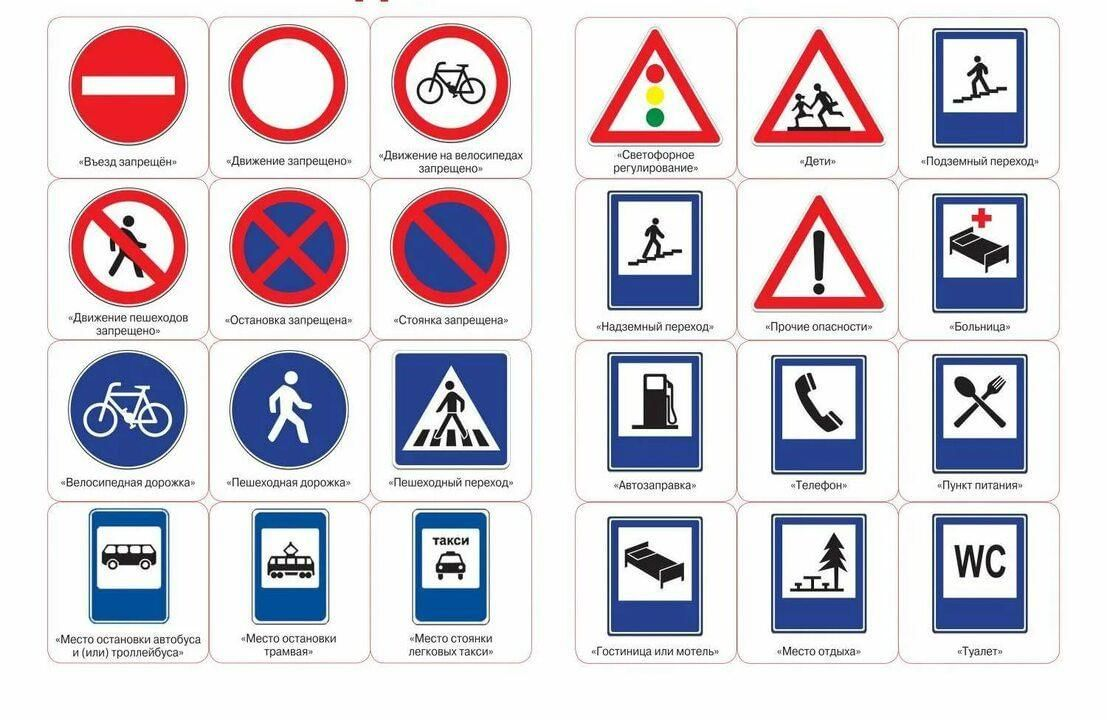 «Въезд запрещён»
«Движение запрещено»
«Движение на велосипедах
запрещено»
«Движение пешеходов
запрещено»
«Остановка запрещена»
«Стоянка запрещена»
«Велосипедная дорожка»
«Пешеходная дорожка»
«Пешеходный переход»
«Место остановки автобуса
и (или) троллейбуса»
«Место остановки
трамвая»
такси
«Место стоянки
легковых такси»
«Светофорное
регулирование»
«Дети»
«Подземный переход»
«Надземный переход»
«Прочие опасности»
«Больница»
«Автозаправка»
«Телефон»
«Пункт питания»
«Гостиница или мотель»
«Место отдыха»
WC
«Туалет»